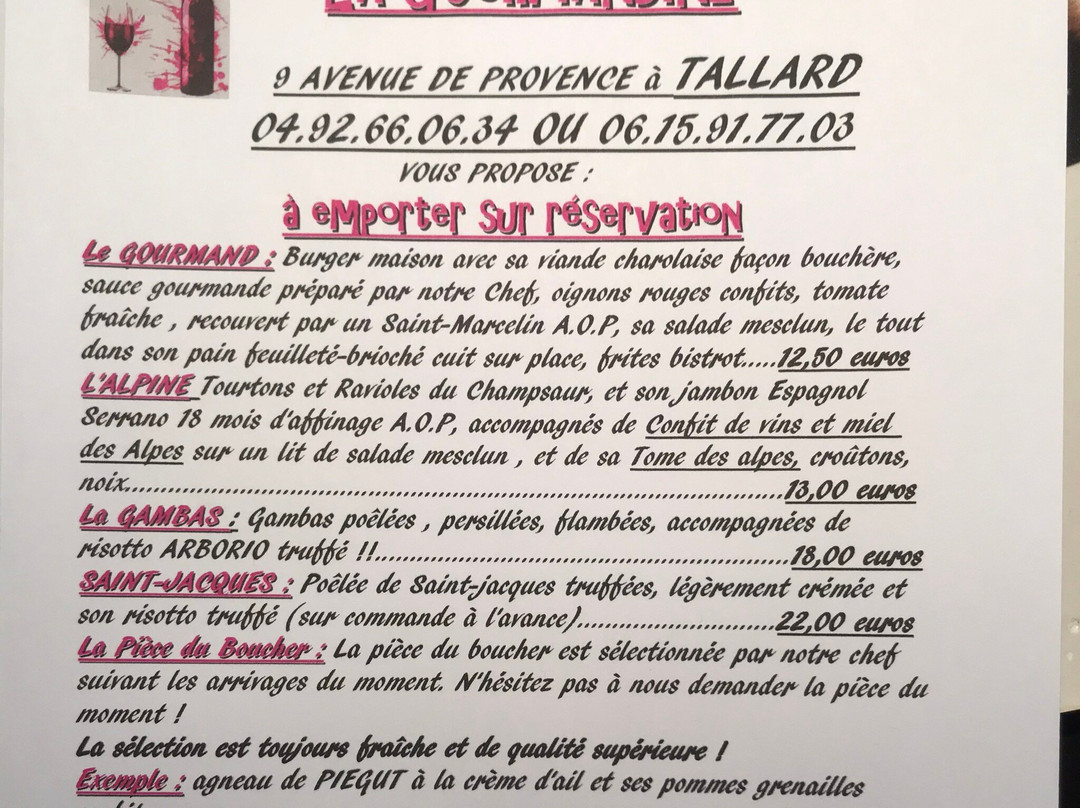 LA GOURMANDINE
9 AVENUE DE PROVENCE à TALLARD
04.92.66.06.34 OU 06.15.91.77.03
VOUS PROPOSE :
à emporter sur réservation
Le GOURMAND : Burger maison avec sa viande charolaise façon bouchère,
sauce gourmande préparé par notre Chef, oignons rouges confits, tomate
fraîche , recouvert par un Saint-Marcelin A.O.P, sa salade mesclun, le tout
dans son pain feuilleté-brioché cuit sur place, frites bistrot.....12,50 euros
L'ALPINE Tourtons et Ravioles du Champsaur, et son jambon Espagnol
Serrano 18 mois d'affinage A.O.P, accompagnés de Confit de vins et miel
des Alpes sur un lit de salade mesclun , et de sa Tome des alpes, croûtons,
noix...............................................................................................13,00 euros
La GAMBAS : Gambas poêlées , persillées, flambées, accompagnées de
risotto ARBORIO truffé !!............................................................18,00 euros
SAINT-JACQUES : Poêlée de Saint-jacques truffées, légèrement crémée et
son risotto truffé (sur commande à l'avance)............................22,00 euros
La Pièce du Boucher : La pièce du boucher est sélectionnée par notre chef
suivant les arrivages du moment. N'hésitez pas à nous demander la pièce du
moment !
La sélection est toujours fraîche et de qualité supérieure !
Exemple : agneau de PIEGUT à la crème d'ail et ses pommes grenailles